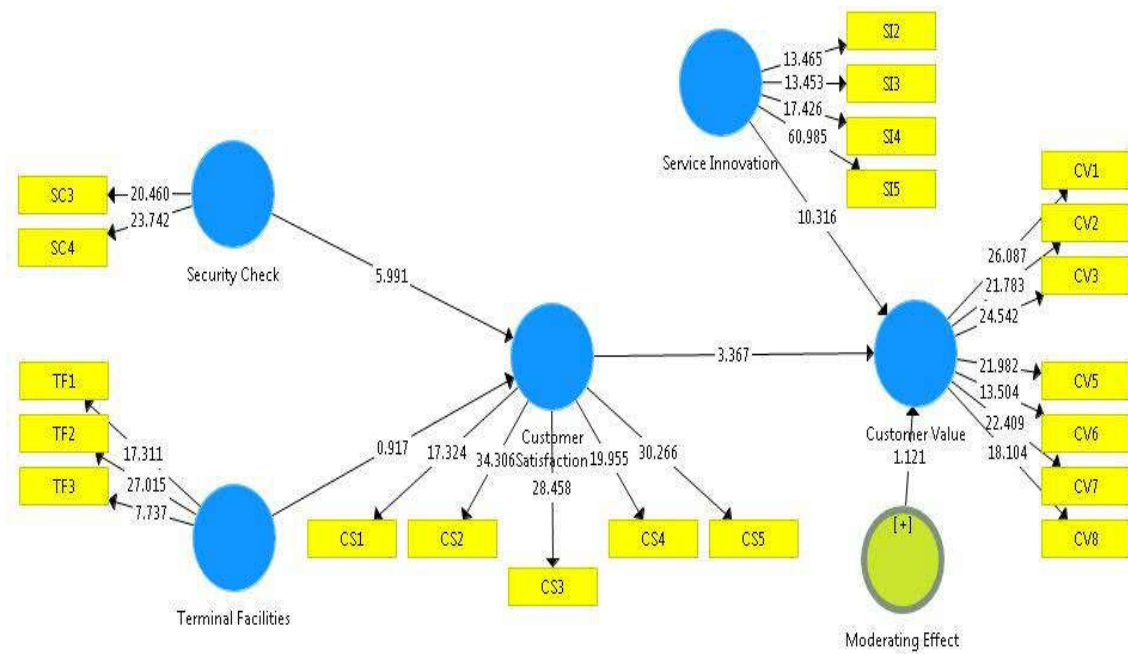 SI2
13.465
SI3
13.453
17.426
SI4
60.985
Service Innovation
SI5
CV1
SC3
20.460
CV2
SC4
23.742
10.316
26.087
21.783
CV3
Security Check
5.991
24.542
3.367
TF1
21.982
CV5
13.504
TF2
0.917
Customer
Satisfaction
Customer Value
22.409
CV6
17.311
17.324
34.306
19.955
30.266
1.121
18.104
TF3
27.015
28.458
CV7
7.737
[+]
CS1
CS2
CS4
CS5
CV8
CS3
Terminal Facilities
Moderating Effect